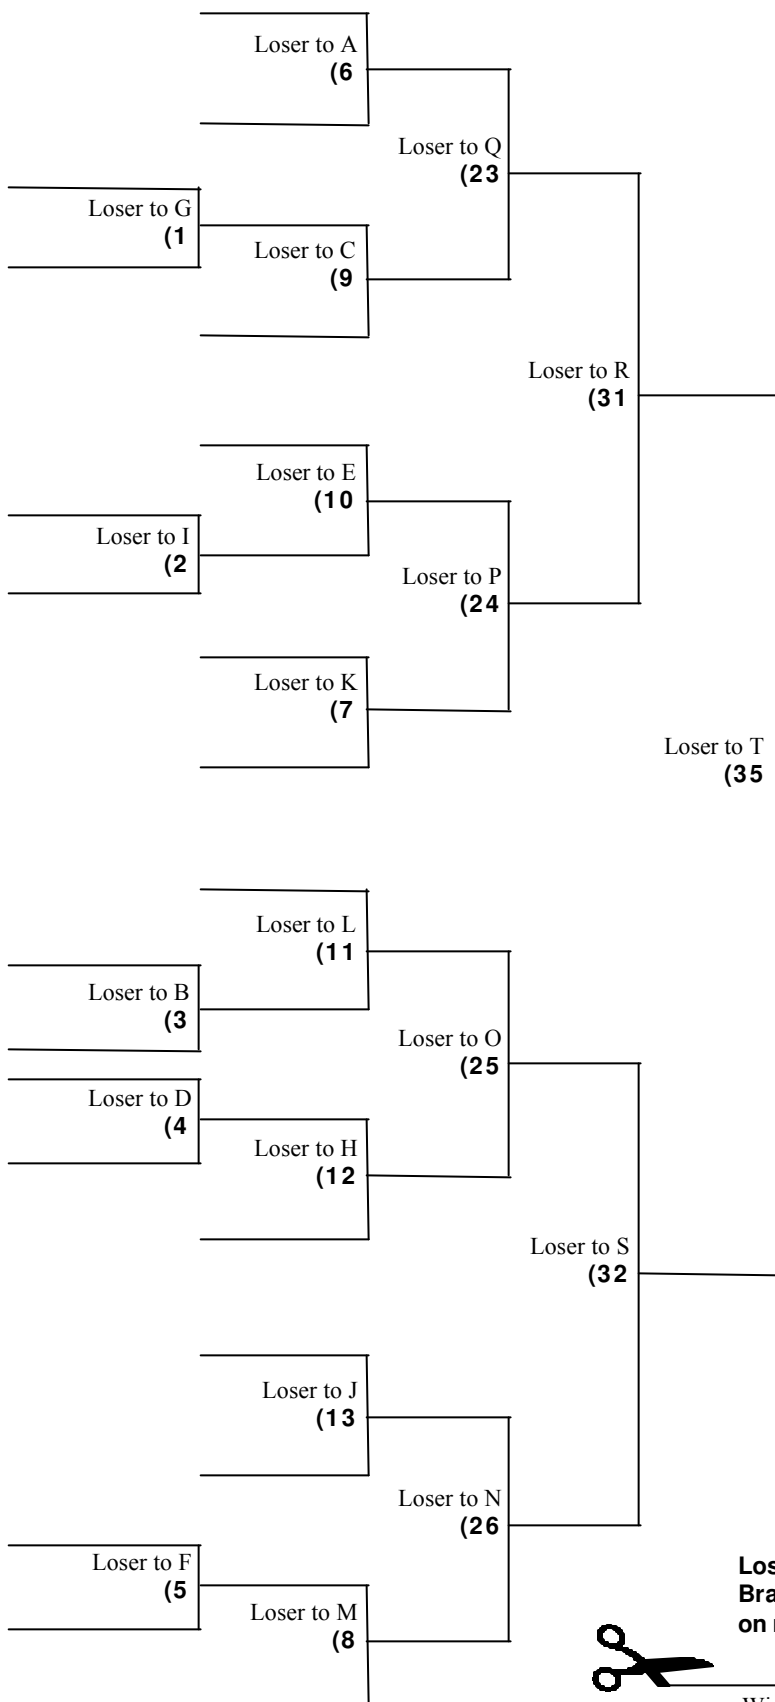 Loser to A
(6
Loser to Q
(23
Loser to G
(1
Loser to C
(9
Loser to R
(31
Loser to E
(10
Loser to I
(2
Loser to P
(24
Loser to K
(7
Loser to T
(35
Loser to L
(11
Loser to B
(3
Loser to O
(25
Loser to D
(4
Loser to H
(12
Loser to S
(32
Loser to J
(13
Loser to N
(26
Loser to F
(5
Loser to M
(8
Los
Bra
on